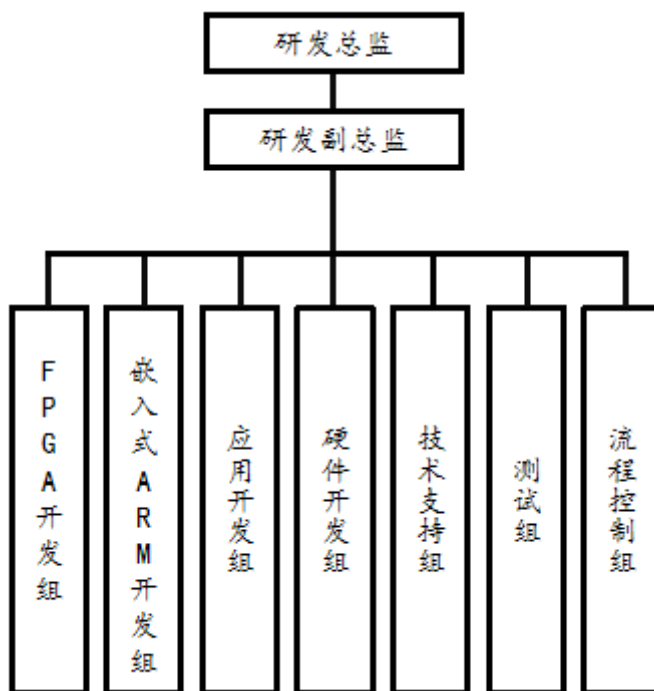 研发总监
研发副总监
FPGA开发组
嵌入式ARM开发组
应用开发组
硬件开发组
技术支持组
测试组
流程控制组